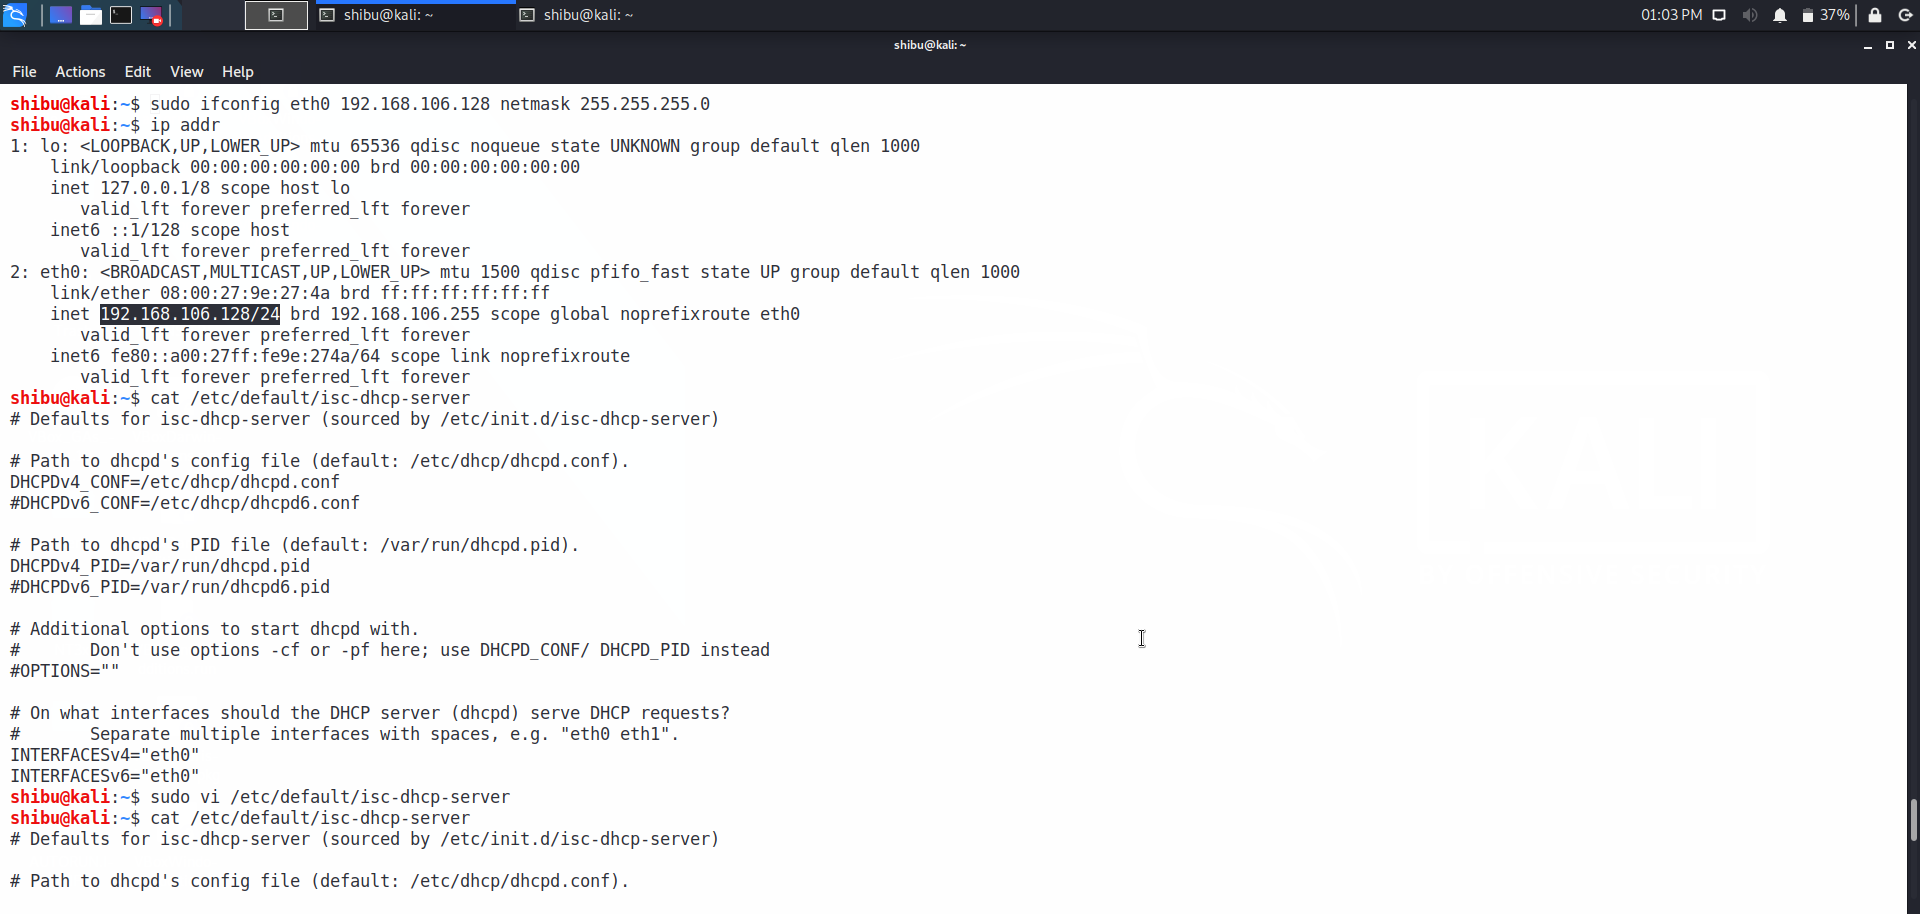 shibu@kali: ~
shibu@kali: ~
01:03 PM
37%
shibu@kali: ~
File Actions Edit View Help
shibu@kali:~$ sudo ifconfig eth0 192.168.106.128 netmask 255.255.255.0
shibu@kali:~$ ip addr
1: lo: <LOOPBACK,UP,LOWER_UP> mtu 65536 qdisc noqueue state UNKNOWN group default qlen 1000
    link/loopback 00:00:00:00:00:00 brd 00:00:00:00:00:00
    inet 127.0.0.1/8 scope host lo
       valid_lft forever preferred_lft forever
    inet6 ::1/128 scope host
       valid_lft forever preferred_lft forever
2: eth0: <BROADCAST,MULTICAST,UP,LOWER_UP> mtu 1500 qdisc pfifo_fast state UP group default qlen 1000
    link/ether 08:00:27:9e:27:4a brd ff:ff:ff:ff:ff:ff
    inet 192.168.106.128/24 brd 192.168.106.255 scope global noprefixroute eth0
       valid_lft forever preferred_lft forever
    inet6 fe80::a00:27ff:fe9e:274a/64 scope link noprefixroute
       valid_lft forever preferred_lft forever
shibu@kali:~$ cat /etc/default/isc-dhcp-server
# Defaults for isc-dhcp-server (sourced by /etc/init.d/isc-dhcp-server)

# Path to dhcpd's config file (default: /etc/dhcp/dhcpd.conf).
DHCPDv4_CONF=/etc/dhcp/dhcpd.conf
#DHCPDv6_CONF=/etc/dhcp/dhcpd6.conf

# Path to dhcpd's PID file (default: /var/run/dhcpd.pid).
DHCPDv4_PID=/var/run/dhcpd.pid
#DHCPDv6_PID=/var/run/dhcpd6.pid

# Additional options to start dhcpd with.
#       Don't use options -cf or -pf here; use DHCPD_CONF/ DHCPD_PID instead
#OPTIONS=""

# On what interfaces should the DHCP server (dhcpd) serve DHCP requests?
#       Separate multiple interfaces with spaces, e.g. "eth0 eth1".
INTERFACESv4="eth0"
INTERFACESv6="eth0"
shibu@kali:~$ sudo vi /etc/default/isc-dhcp-server
shibu@kali:~$ cat /etc/default/isc-dhcp-server
# Defaults for isc-dhcp-server (sourced by /etc/init.d/isc-dhcp-server)

# Path to dhcpd's config file (default: /etc/dhcp/dhcpd.conf).